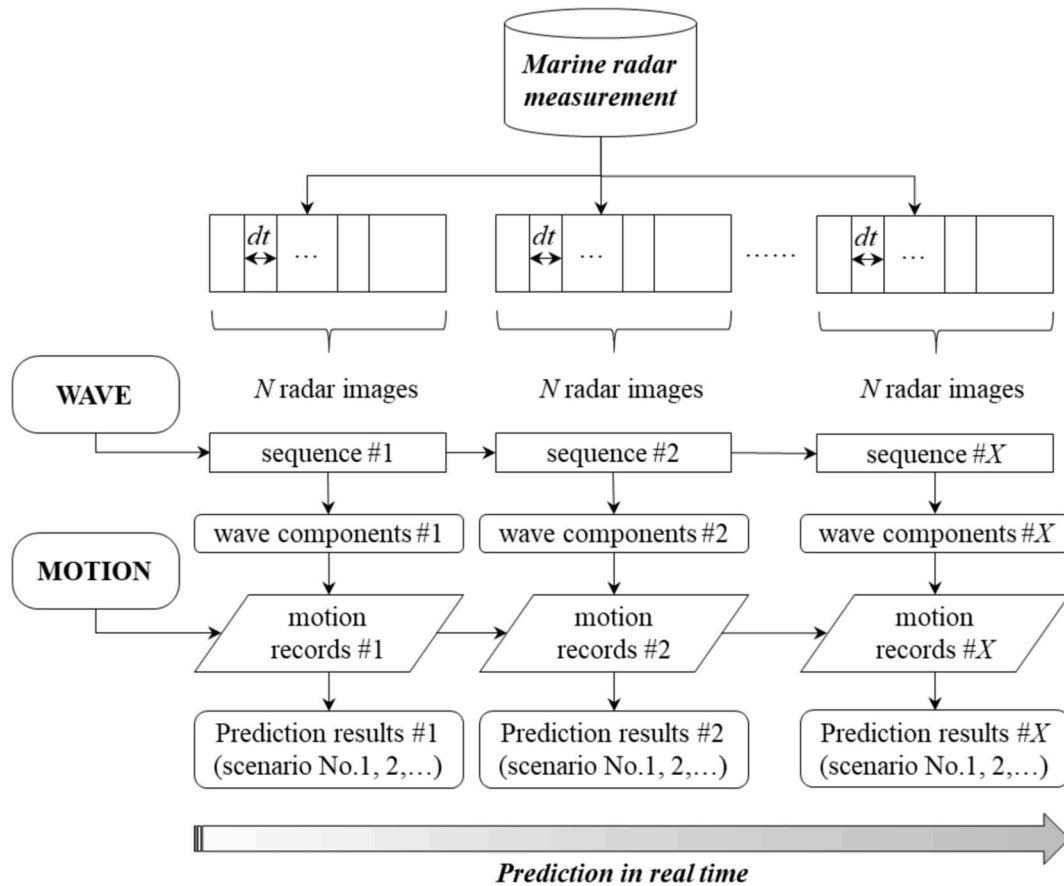 Marine radar
measurement
dt
...
dt
...
......
dt
...
N radar images
N radar images
N radar images
WAVE
sequence #1
sequence #2
sequence #X
wave components #1
wave components #2
wave components #X
MOTION
motion
records #1
motion
records #2
motion
records #X
Prediction results #1
(scenario No.1, 2,…)
Prediction results #2
(scenario No.1, 2,…)
Prediction results #X
(scenario No.1, 2,…)
Prediction in real time